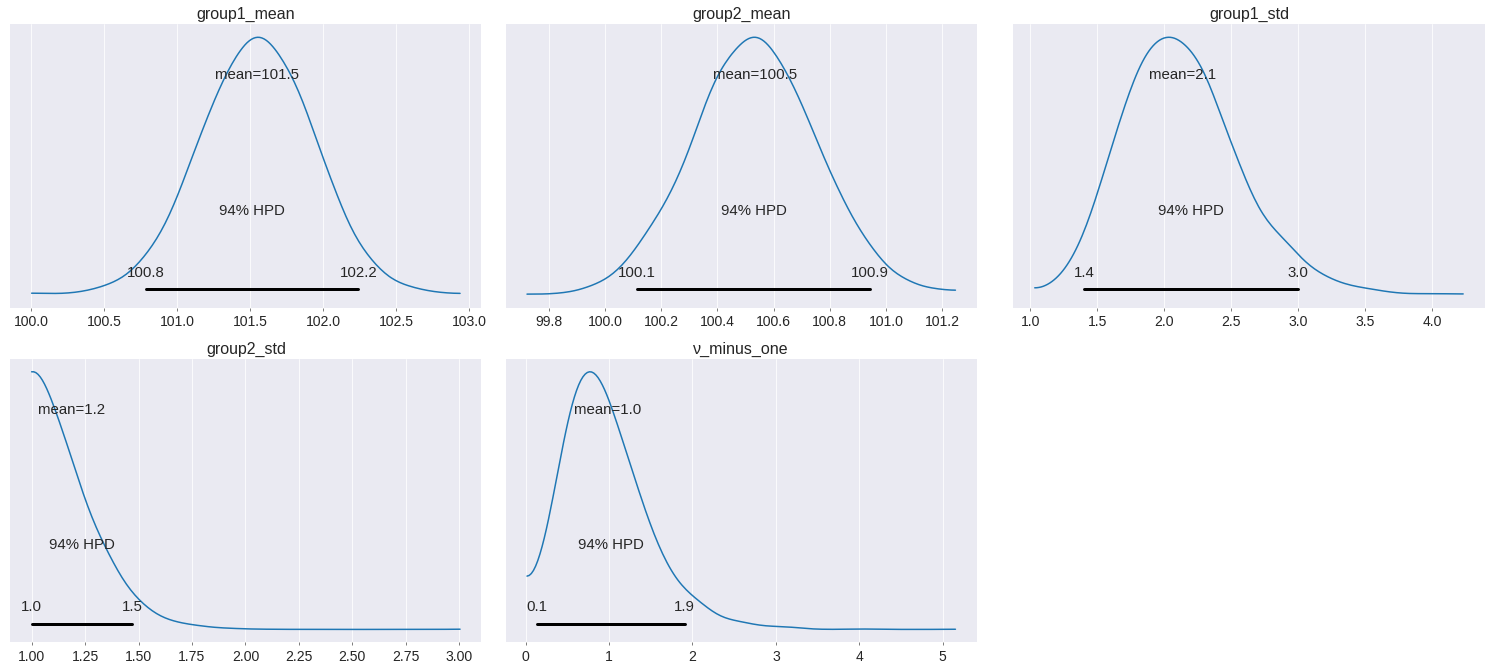 group1_mean
mean=101.5
94% HPD
100.8 102.2
100.0 100.5 101.0 101.5 102.0 102.5 103.0
group2_mean
mean=100.5
94% HPD
100.1 100.9
99.8 100.0 100.2 100.4 100.6 100.8 101.0 101.2
group1_std
mean=2.1
94% HPD
1.4 3.0
1.0 1.5 2.0 2.5 3.0 3.5 4.0
group2_std
mean=1.2
94% HPD
1.0 1.5
1.00 1.25 1.50 1.75 2.00 2.25 2.50 2.75 3.00
ν_minus_one
mean=1.0
94% HPD
0.1 1.9
0 1 2 3 4 5